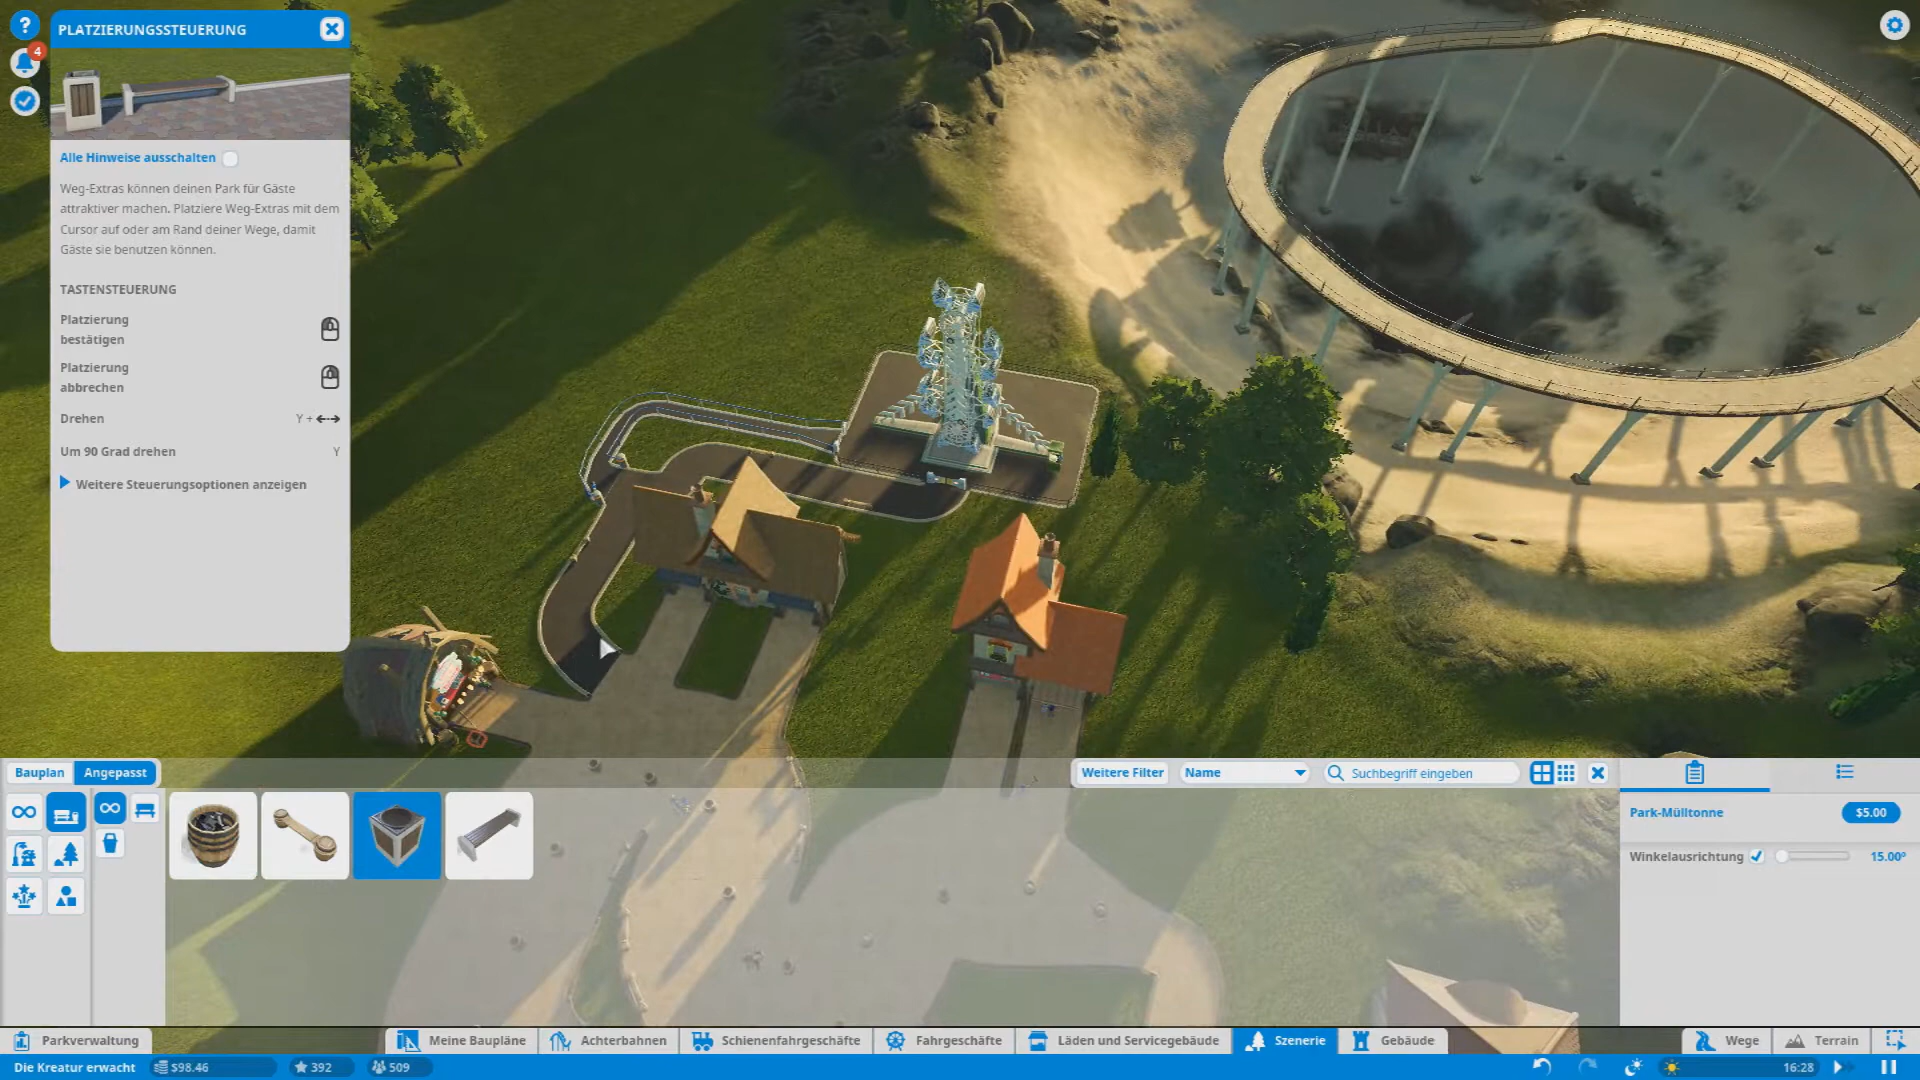 ?
4
PLATZIERUNGSSTEUERUNG
Alle Hinweise ausschalten
Weg-Extras können deinen Park für Gäste
attraktiver machen. Platziere Weg-Extras mit dem
Cursor auf oder am Rand deiner Wege, damit
Gäste sie benutzen können.
TASTENSTEUERUNG
Platzierung
bestätigen
Platzierung
abbrechen
Drehen Y +
Um 90 Grad drehen Y
Weitere Steuerungsoptionen anzeigen
Bauplan Angepasst
Weitere Filter Name Suchbegriff eingeben
Park-Mülltonne $5.00
Winkelausrichtung 15.00°
Parkverwaltung Meine Baupläne Achterbahnen Schienenfahrgeschäfte Fahrgeschäfte Läden und Servicegebäude Szenerie Gebäude Wege Terrain
Die Kreatur erwacht $98.46 392 509 16:28